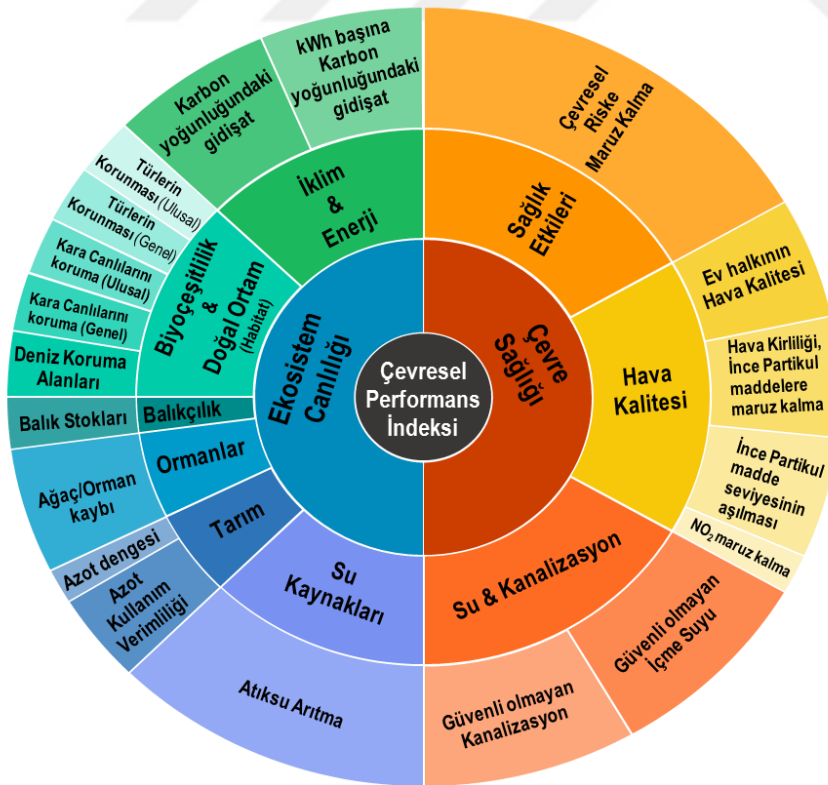 Çevresel
Performans
İndeksi
Çevre
Sağlığı
Sağlık
Etkileri
Çevresel
Riske
Maruz Kalma
Hava
Kalitesi
Ev halkının
Hava Kalitesi
Hava Kirliliği,
İnce Partikul
maddelere
maruz kalma
İnce Partikul
madde
seviyesinin
aşılması
NO₂ maruz kalma
Su & Kanalizasyon
Güvenli olmayan
İçme Suyu
Güvenli olmayan
Kanalizasyon
Ekosistem
Canlılığı
Su
Kaynakları
Atıksu Arıtma
Tarım
Azot
Kullanım
Verimliliği
Azot dengesi
Ormanlar
Ağaç/Orman
kaybı
Balıkçılık
Balık Stokları
Biyoçeşitlilik
&
Doğal Ortam
(Habitat)
Deniz Koruma
Alanları
Kara Canlılarını
koruma (Genel)
Kara Canlılarını
koruma (Ulusal)
Türlerin
Korunması (Genel)
Türlerin
Korunması (Ulusal)
İklim
&
Enerji
Karbon
yoğunluğundaki
gidişat
kWh başına
Karbon
yoğunluğundaki
gidişat